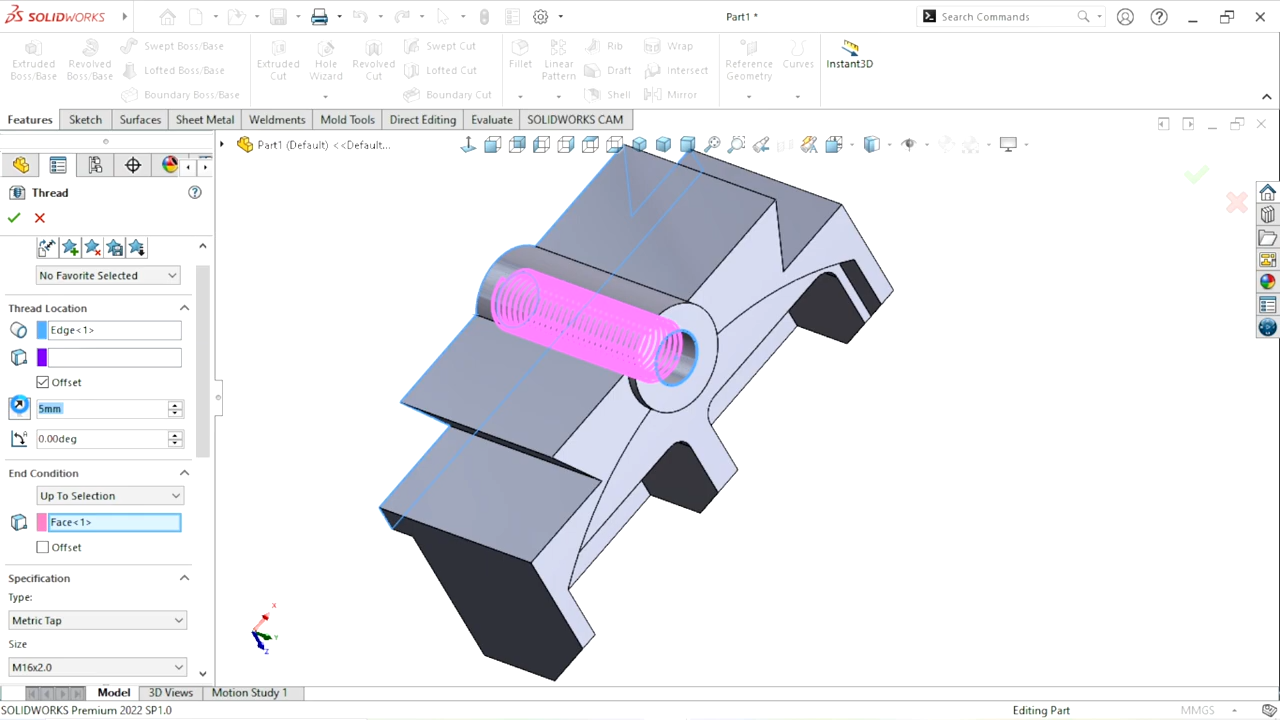 SOLIDWORKS
Part1 *
Search Commands
Extruded Boss/Base
Revolved Boss/Base
Swept Boss/Base
Lofted Boss/Base
Boundary Boss/Base
Extruded Cut
Hole Wizard
Revolved Cut
Swept Cut
Lofted Cut
Boundary Cut
Fillet
Linear Pattern
Rib
Draft
Shell
Wrap
Intersect
Mirror
Reference Geometry
Curves
Instant3D
Features
Sketch
Surfaces
Sheet Metal
Weldments
Mold Tools
Direct Editing
Evaluate
SOLIDWORKS CAM
Part1 (Default) <<Default...
Thread
No Favorite Selected
Thread Location
Edge<1>
Offset
5mm
0.00deg
End Condition
Up To Selection
Face<1>
Offset
Specification
Type:
Metric Tap
Size
M16x2.0
X
Y
Z
Model
3D Views
Motion Study 1
SOLIDWORKS Premium 2022 SP1.0
Editing Part
MMGS